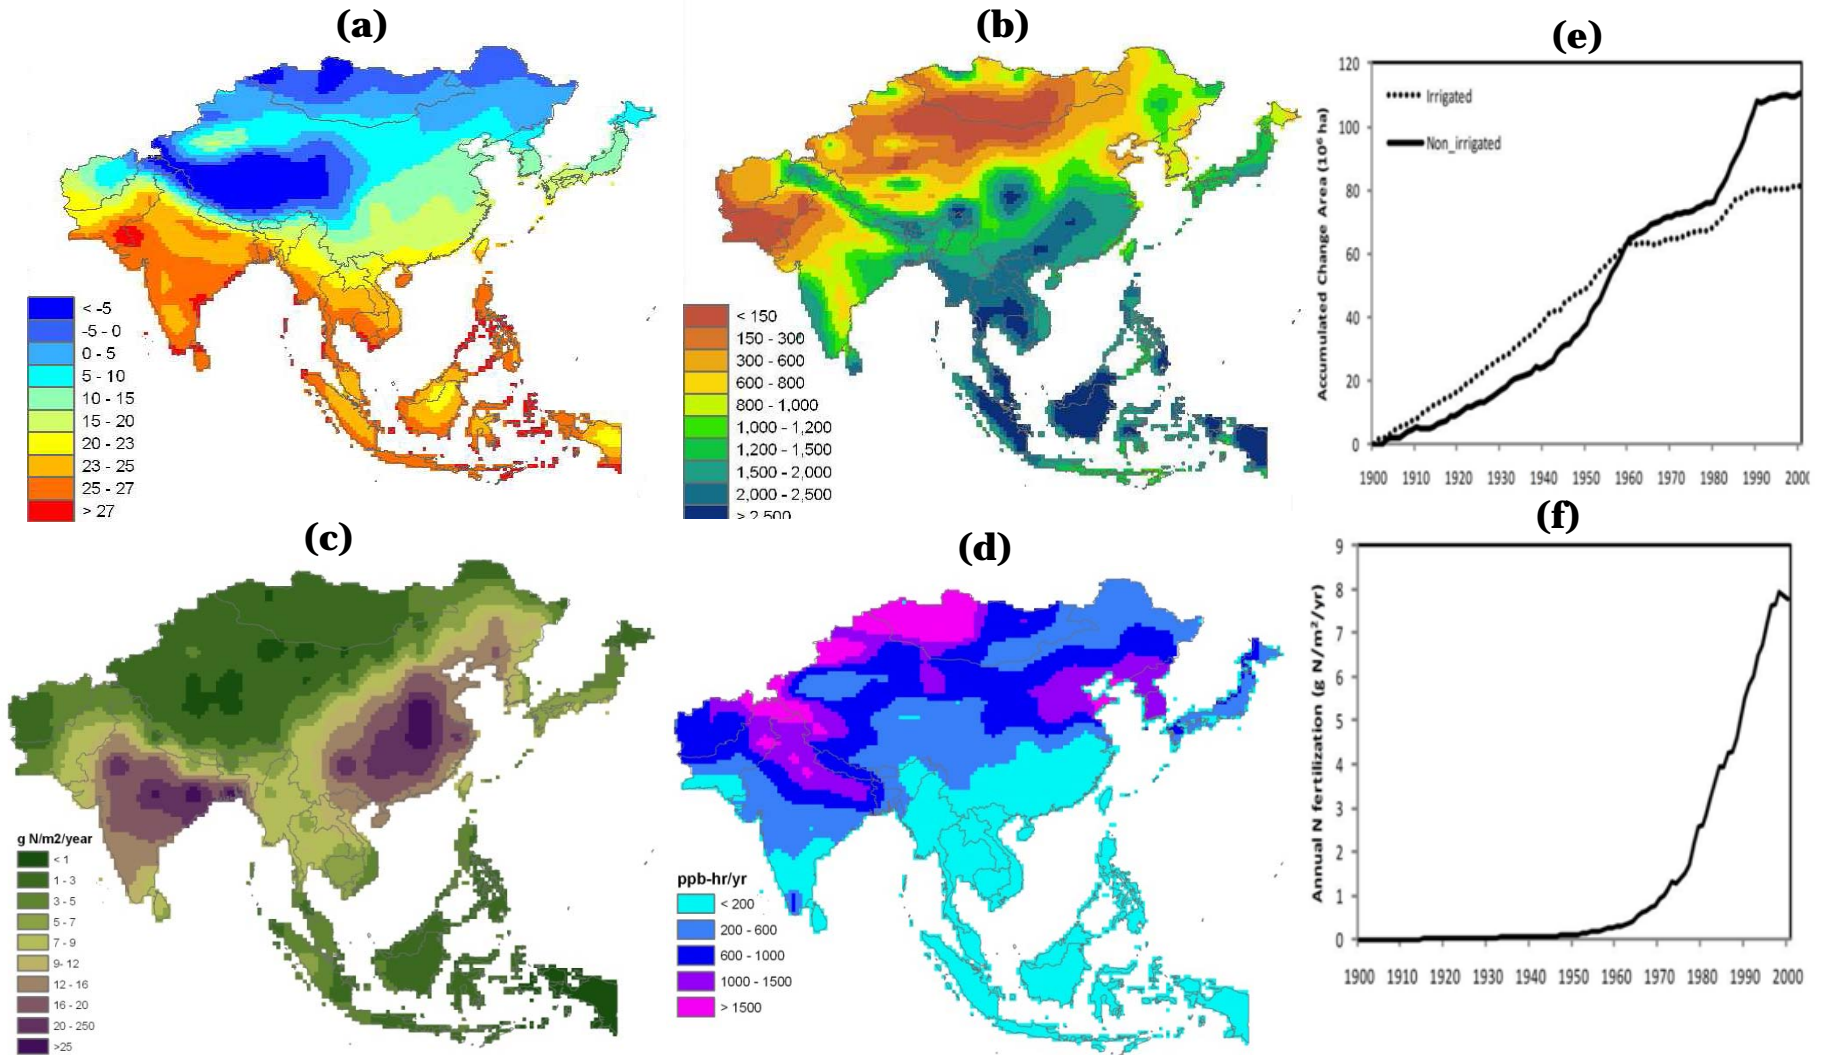 (a)
< -5
-5 - 0
0 - 5
5 - 10
10 - 15
15 - 20
20 - 23
23 - 25
25 - 27
> 27
(b)
< 150
150 - 300
300 - 600
600 - 800
800 - 1,000
1,000 - 1,200
1,200 - 1,500
1,500 - 2,000
2,000 - 2,500
> 2,500
(e)
Accumulated Change Area (10⁶ ha)
120
100
80
60
40
20
0
Irrigated
Non_irrigated
1900 1910 1920 1930 1940 1950 1960 1970 1980 1990 2000
(c)
g N/m2/year
< 1
1 - 3
3 - 5
5 - 7
7 - 9
9- 12
12 - 16
16 - 20
20 - 250
>25
(d)
ppb-hr/yr
< 200
200 - 600
600 - 1000
1000 - 1500
> 1500
(f)
Annual N fertilization (g N/m²/yr)
9
8
7
6
5
4
3
2
1
0
1900 1910 1920 1930 1940 1950 1960 1970 1980 1990 2000